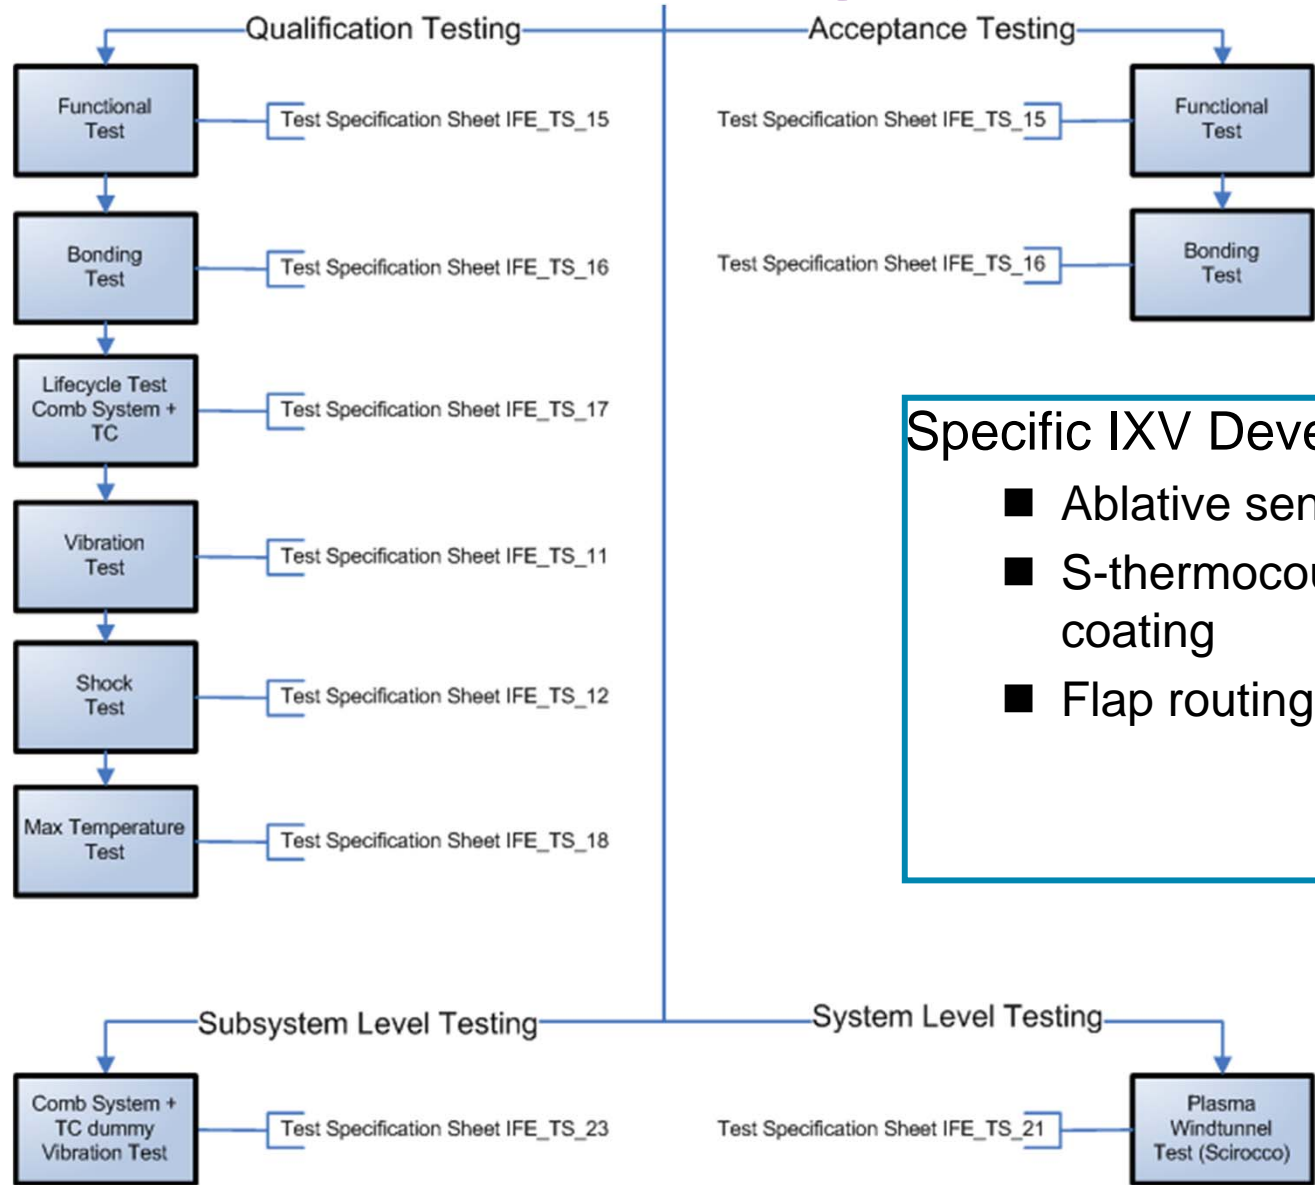 Qualification Testing
Acceptance Testing
Functional
Test
Test Specification Sheet IFE_TS_15
Test Specification Sheet IFE_TS_15
Functional
Test
Bonding
Test
Test Specification Sheet IFE_TS_16
Test Specification Sheet IFE_TS_16
Bonding
Test
Lifecycle Test
Comb System +
TC
Test Specification Sheet IFE_TS_17
Vibration
Test
Test Specification Sheet IFE_TS_11
Shock
Test
Test Specification Sheet IFE_TS_12
Max Temperature
Test
Test Specification Sheet IFE_TS_18
Specific IXV
■ Ablative
■
coating
■ Flap routing
Subsystem Level Testing
System Level Testing
Comb System +
TC dummy
Vibration Test
Test Specification Sheet IFE_TS_23
Test Specification Sheet IFE_TS_21
Plasma
Windtunnel
Test (Scirocco)